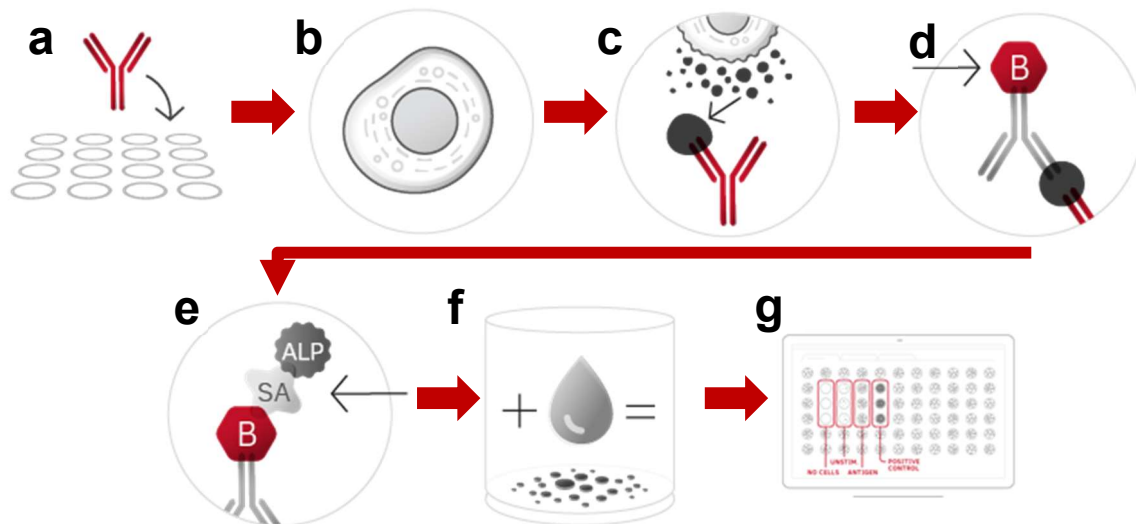 a
b
c
d
B
e
ALP
SA
B
f
+
=
g
UNSTIM.
POSITIVE
CONTROL
NO CELLS
ANTIGEN